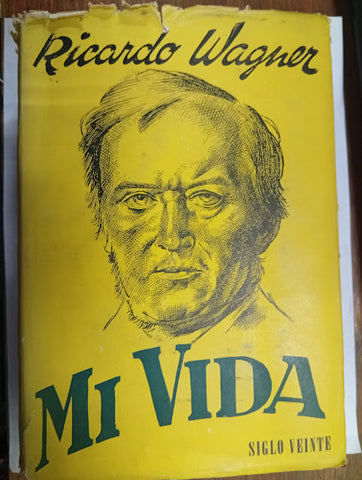 Ricardo Wagner
MI VIDA
SIGLO VEINTE